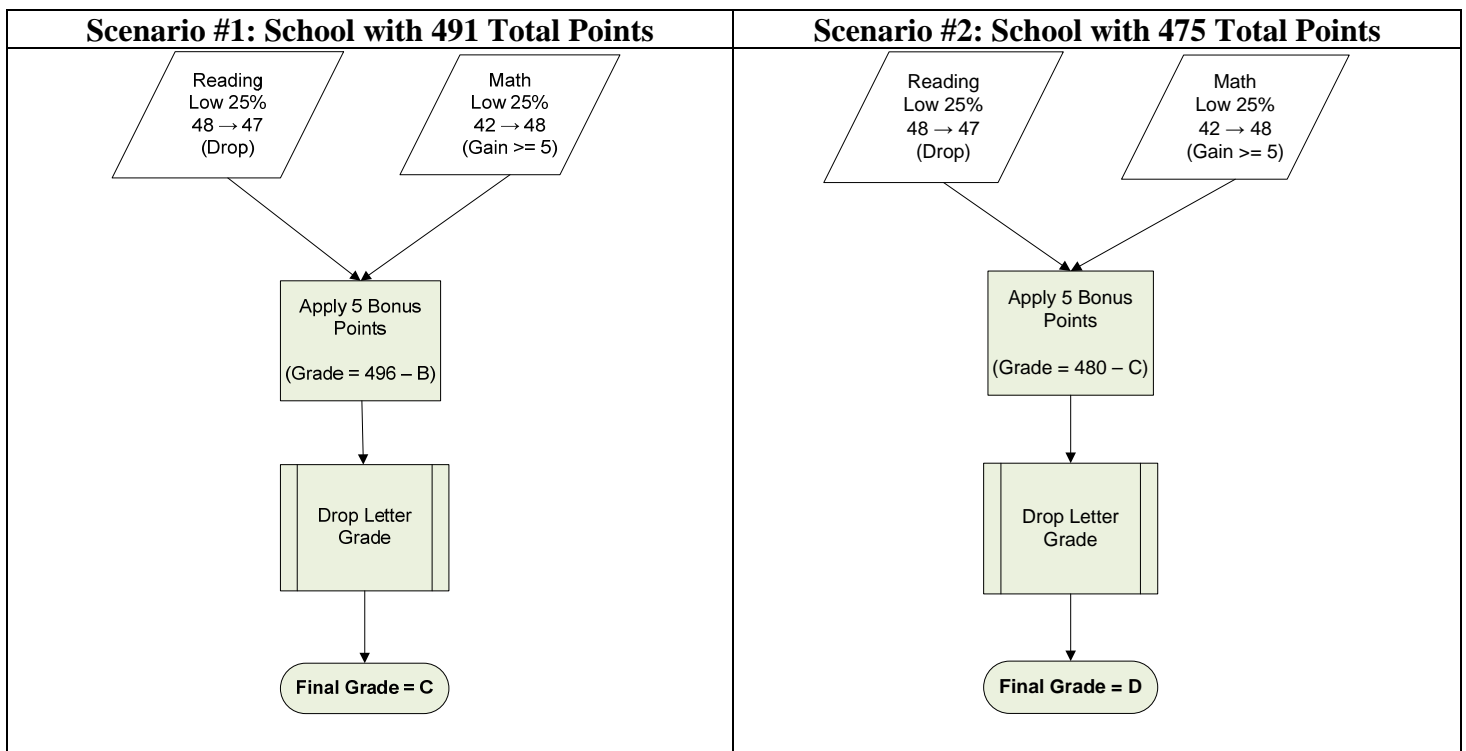 Scenario #1: School with 491 Total Points
Reading
Low 25%
48 → 47
(Drop)
Math
Low 25%
42 → 48
(Gain >= 5)
Apply 5 Bonus
Points
(Grade = 496 – B)
Drop Letter
Grade
Final Grade = C
Scenario #2: School with 475 Total Points
Reading
Low 25%
48 → 47
(Drop)
Math
Low 25%
42 → 48
(Gain >= 5)
Apply 5 Bonus
Points
(Grade = 480 – C)
Drop Letter
Grade
Final Grade = D